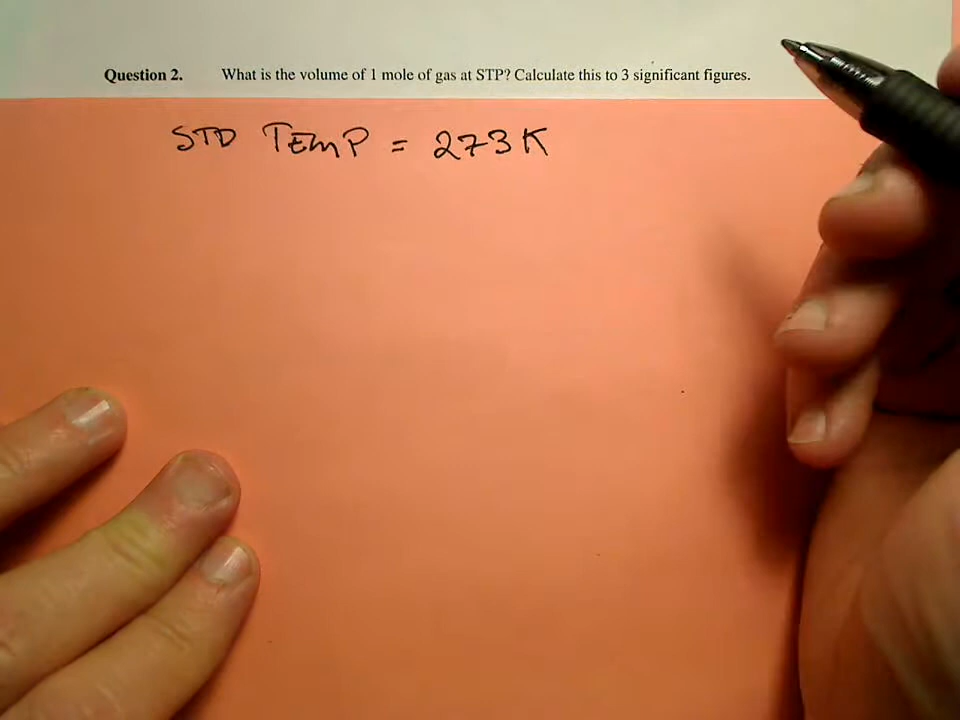 Question 2. What is the volume of 1 mole of gas at STP? Calculate this to 3 significant figures.
STD TEMP = 273K